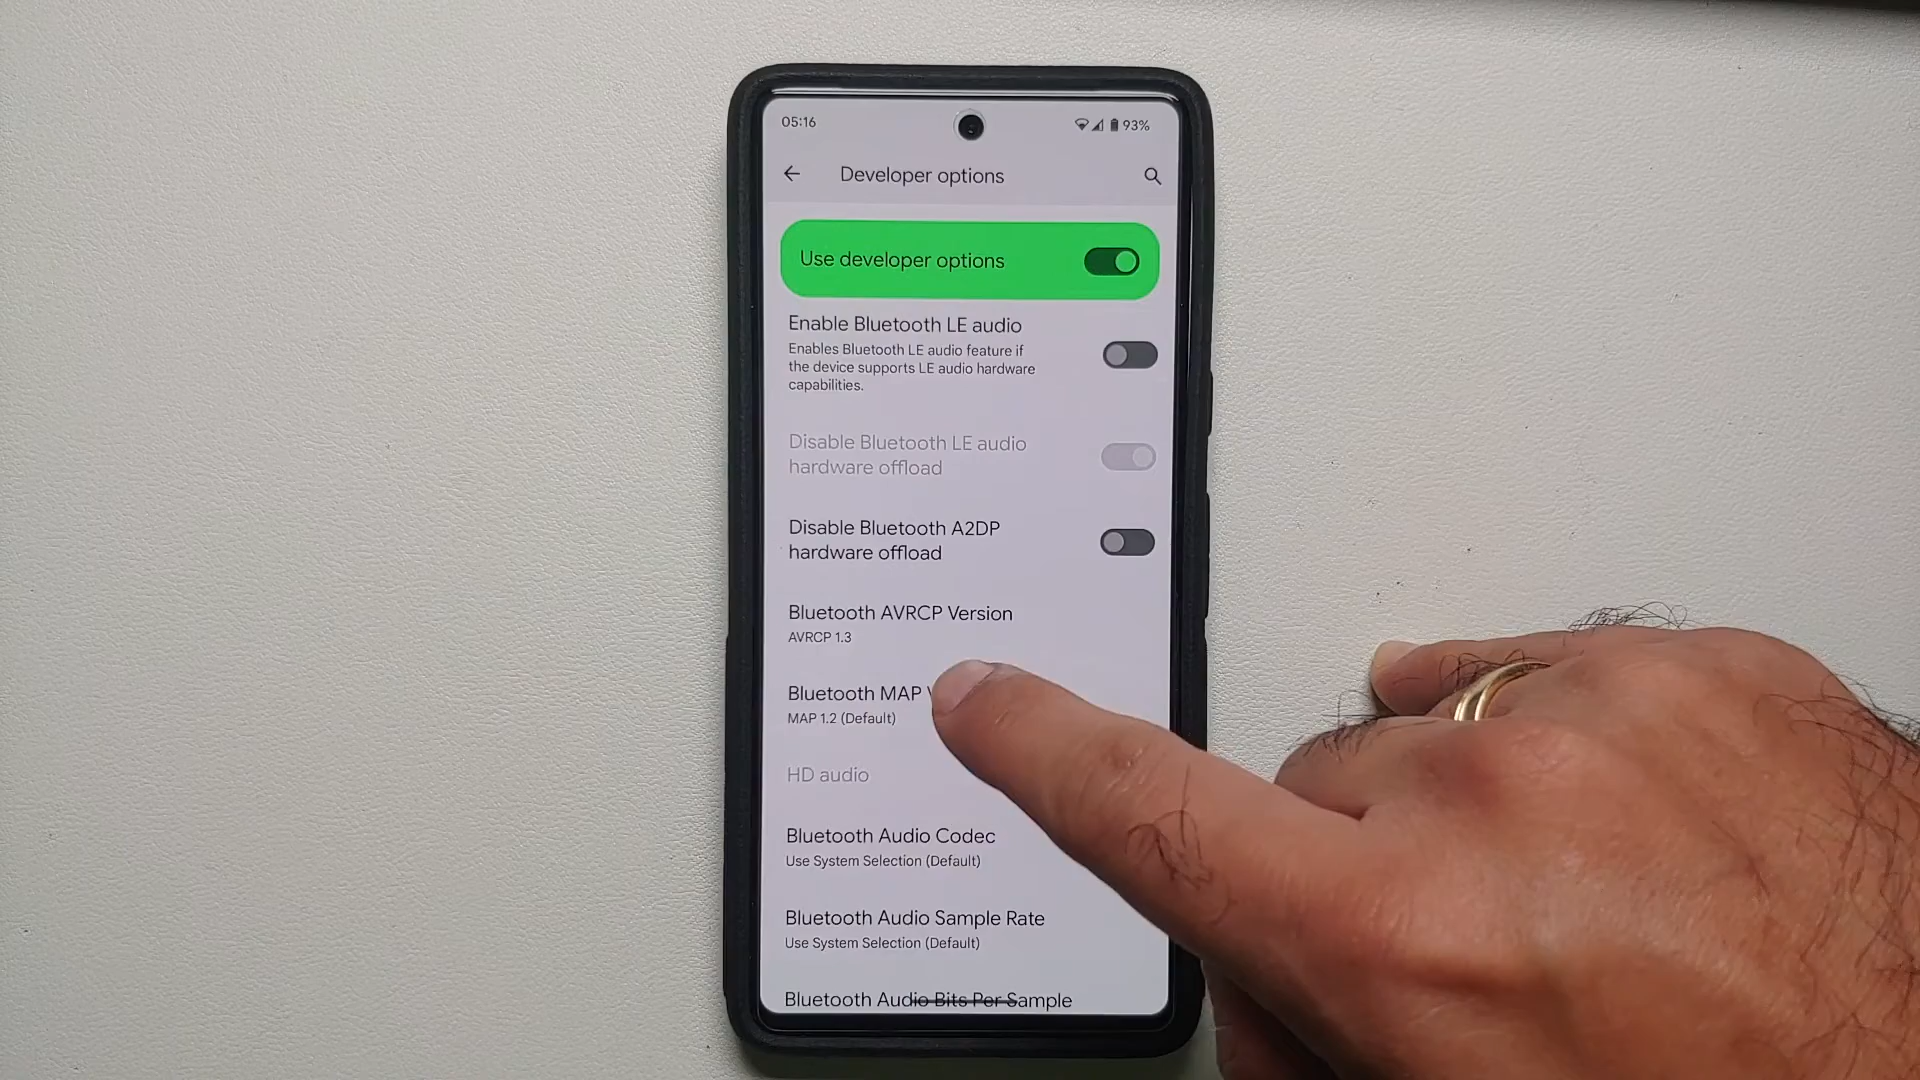 05:16
93%
Developer options
Use developer options
Enable Bluetooth LE audio
Enables Bluetooth LE audio feature if
the device supports LE audio hardware
capabilities.
Disable Bluetooth LE audio
hardware offload
Disable Bluetooth A2DP
hardware offload
Bluetooth AVRCP Version
AVRCP 1.3
Bluetooth MAP
MAP 1.2 (Default)
HD audio
Bluetooth Audio Codec
Use System Selection (Default)
Bluetooth Audio Sample Rate
Use System Selection (Default)
Bluetooth Audio Bits Per Sample